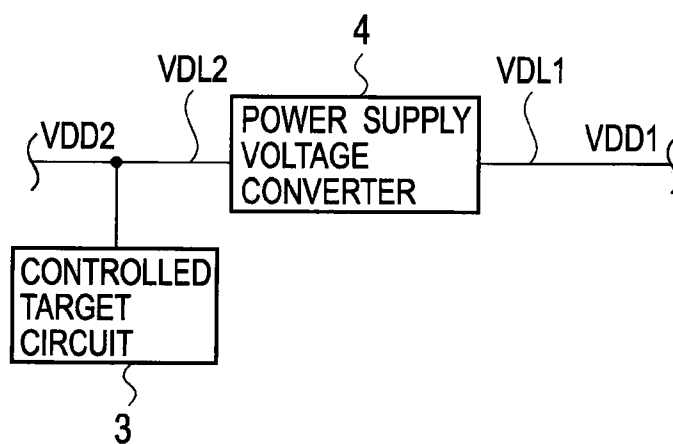 4
VDL2
VDL1
POWER SUPPLY
VOLTAGE
CONVERTER
VDD2
VDD1
CONTROLLED
TARGET
CIRCUIT
3